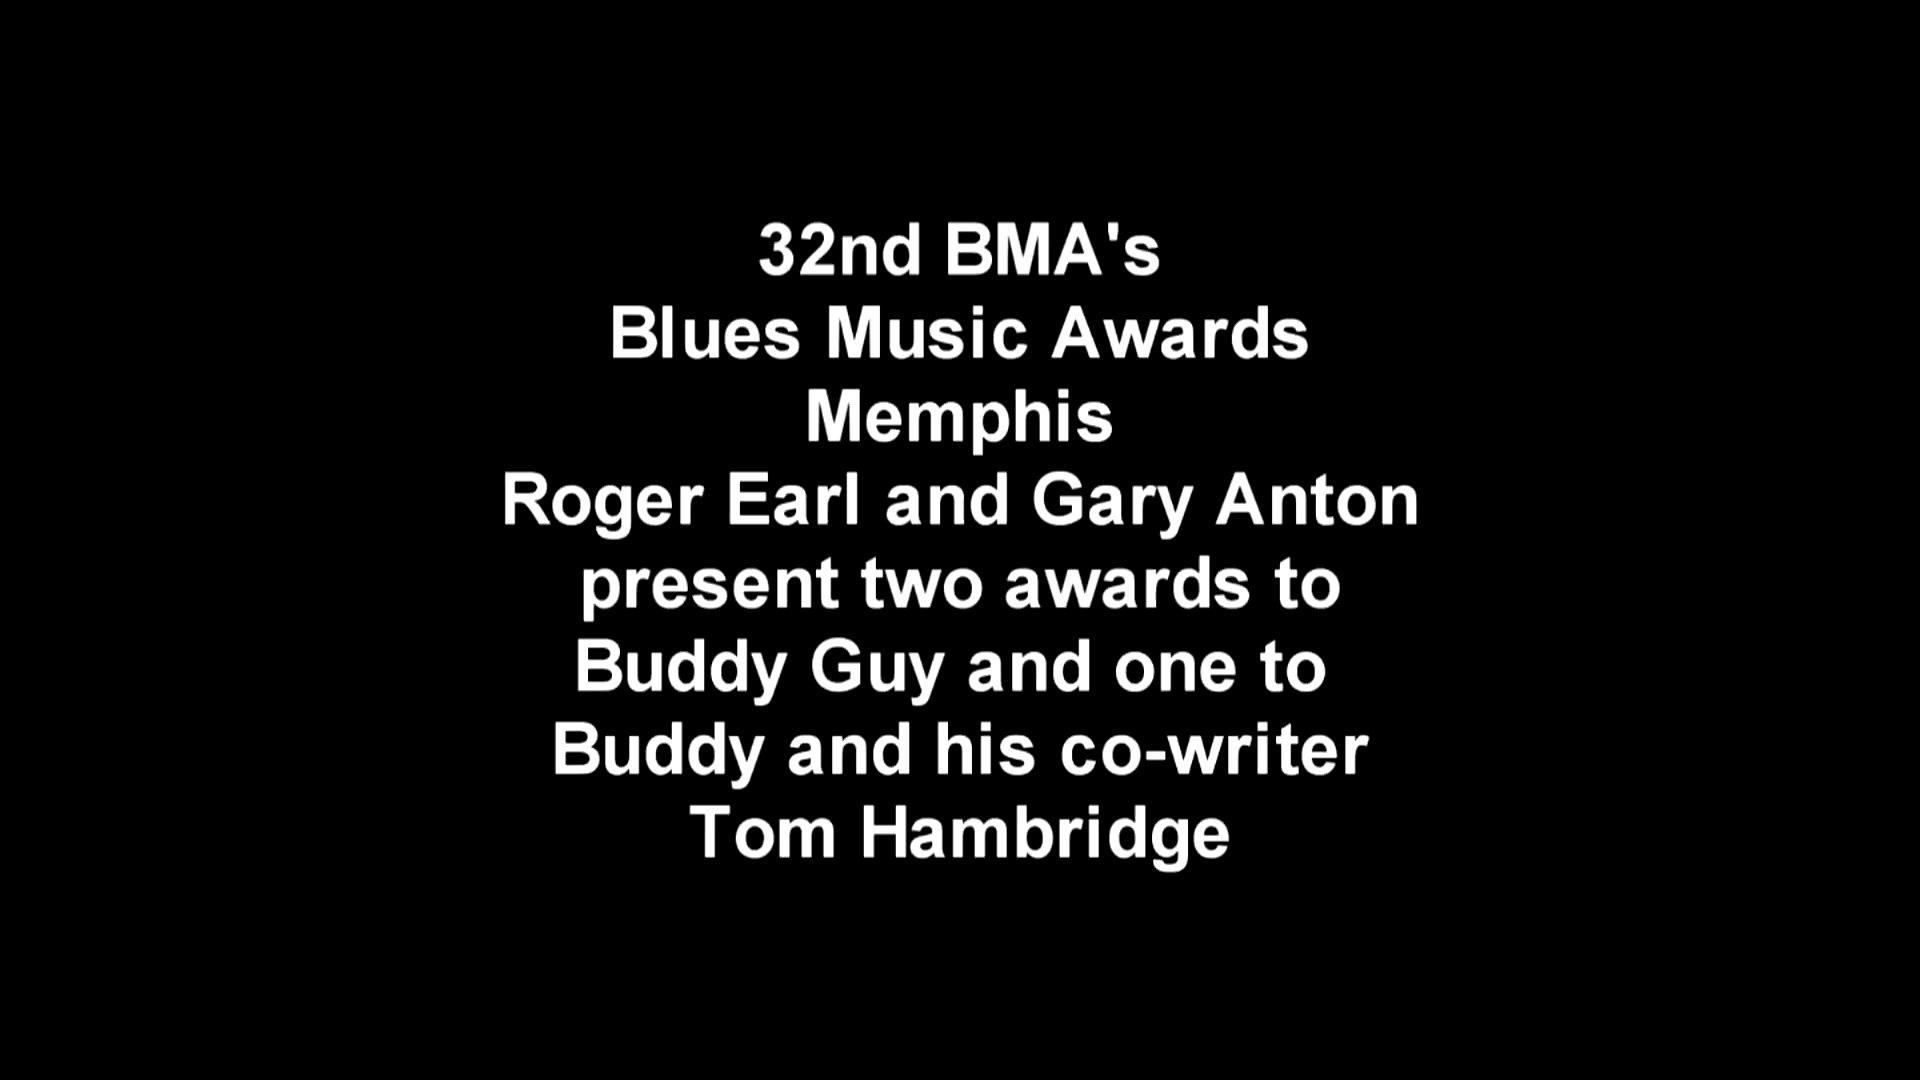 32nd BMA's
Blues Music Awards
Memphis
Roger Earl and Gary Anton
present two awards to
Buddy Guy and one to
Buddy and his co-writer
Tom Hambridge